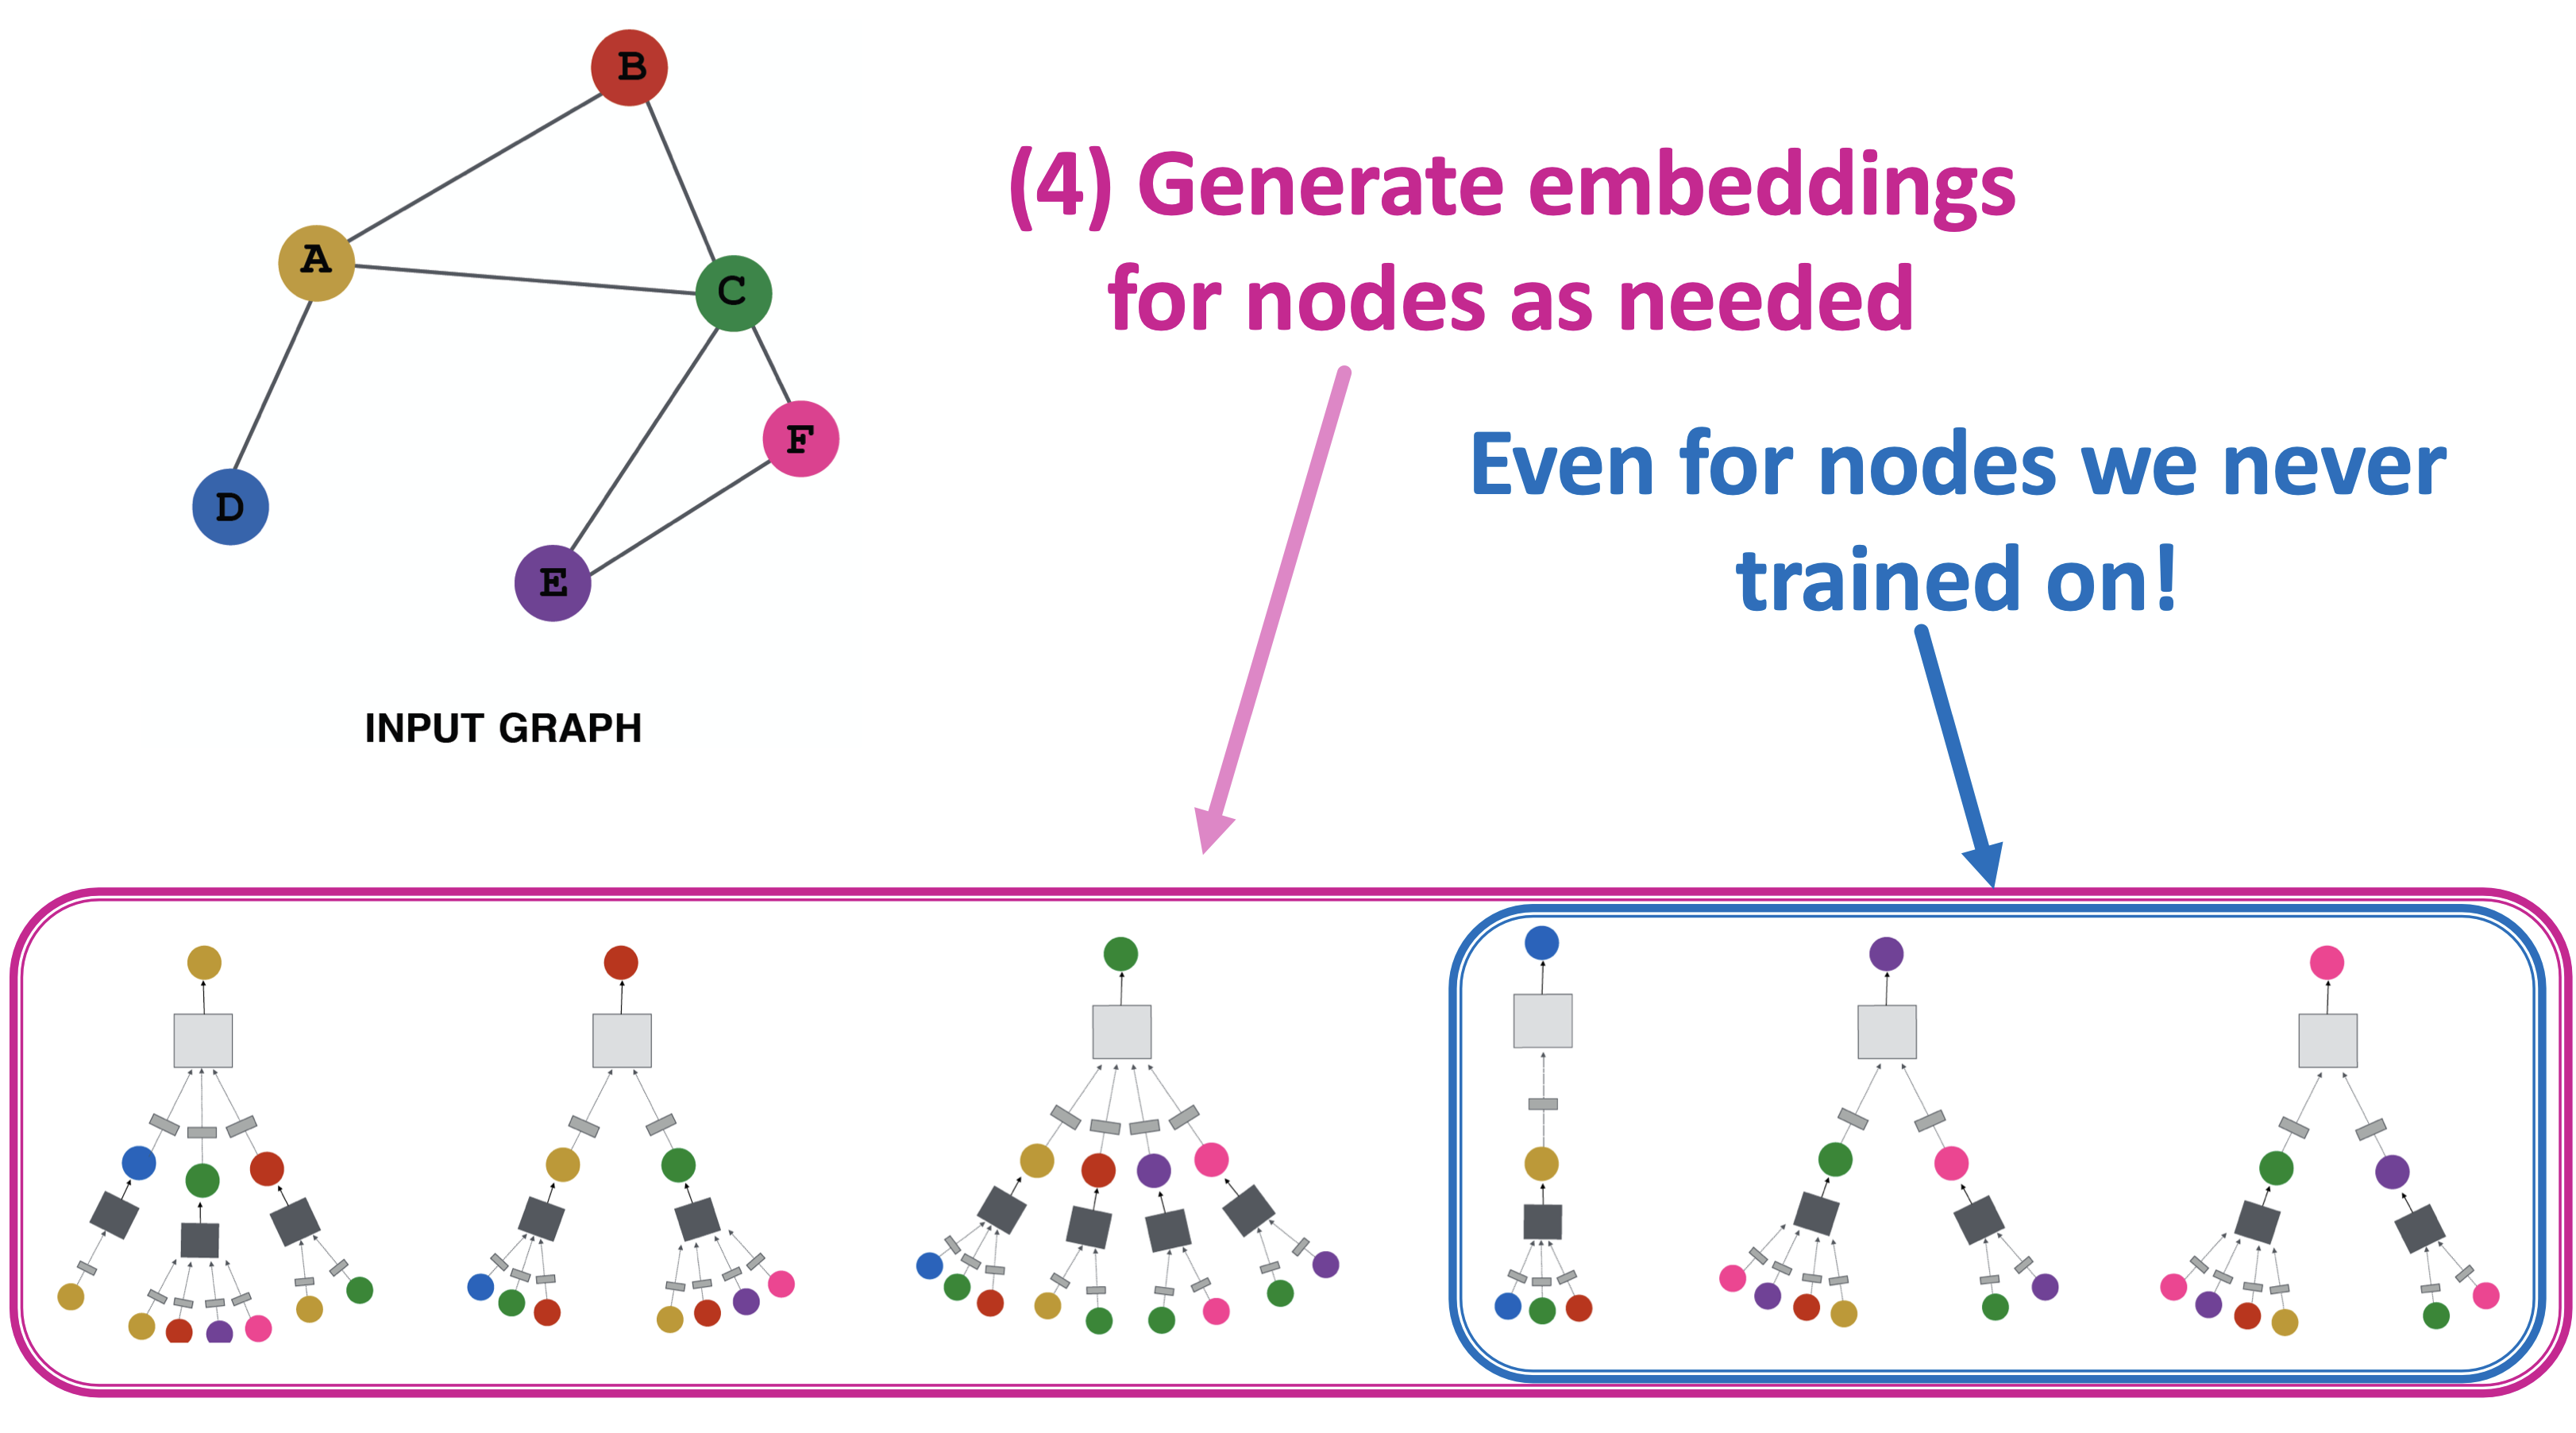 B
(4) Generate embeddings
for nodes as needed
A
C
Even for nodes we never
trained on!
F
D
E
INPUT GRAPH